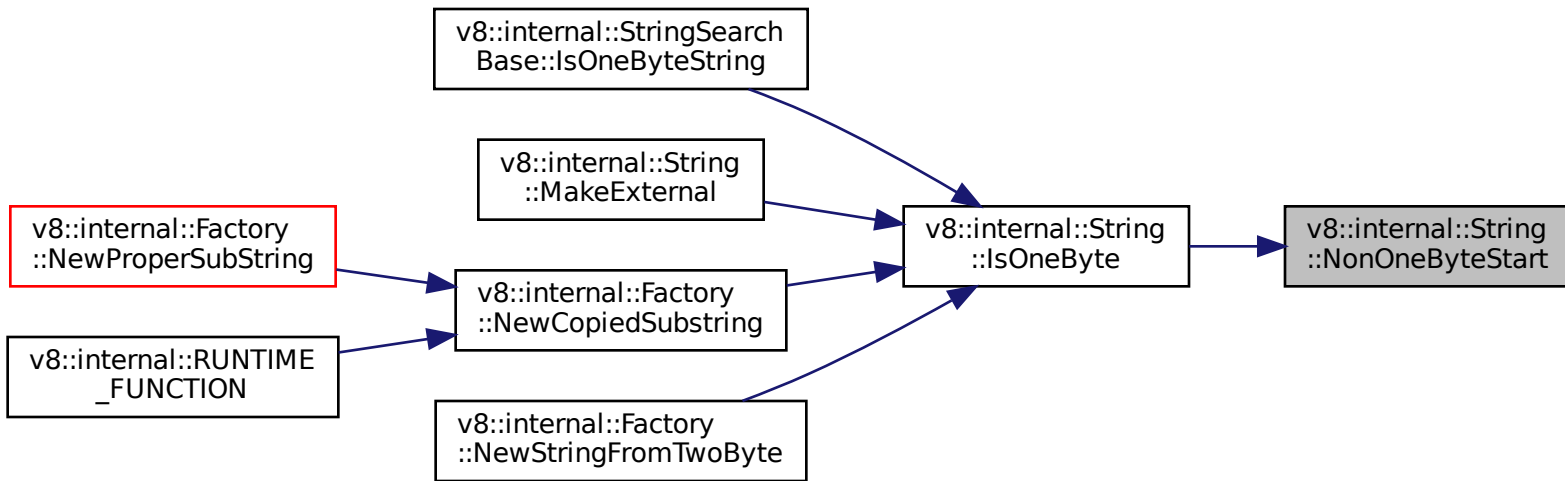 v8::internal::StringSearch
Base::IsOneByteString
v8::internal::String
::MakeExternal
v8::internal::Factory
::NewProperSubString
v8::internal::String
::IsOneByte
v8::internal::String
::NonOneByteStart
v8::internal::Factory
::NewCopiedSubstring
v8::internal::RUNTIME
_FUNCTION
v8::internal::Factory
::NewStringFromTwoByte